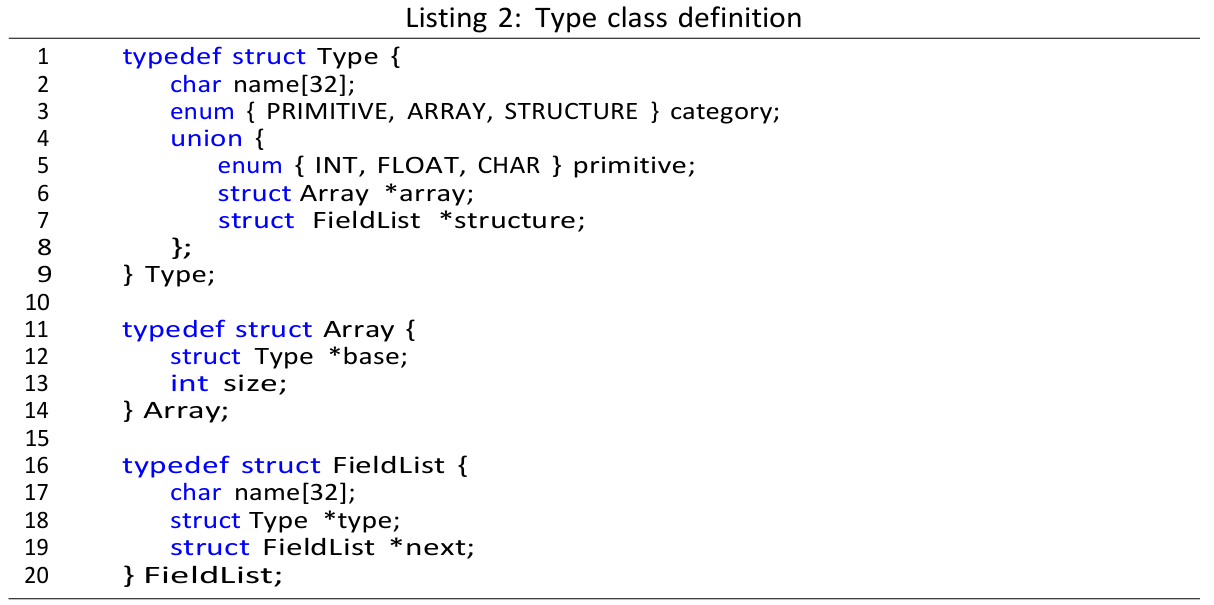 Listing 2: Type class definition
1 typedef struct Type {
2 char name[32];
3 enum { PRIMITIVE, ARRAY, STRUCTURE } category;
4 union {
5 enum { INT, FLOAT, CHAR } primitive;
6 struct Array *array;
7 struct FieldList *structure;
8 };
9 } Type;
10
11 typedef struct Array {
12 struct Type *base;
13 int size;
14 } Array;
15
16 typedef struct FieldList {
17 char name[32];
18 struct Type *type;
19 struct FieldList *next;
20 } FieldList;